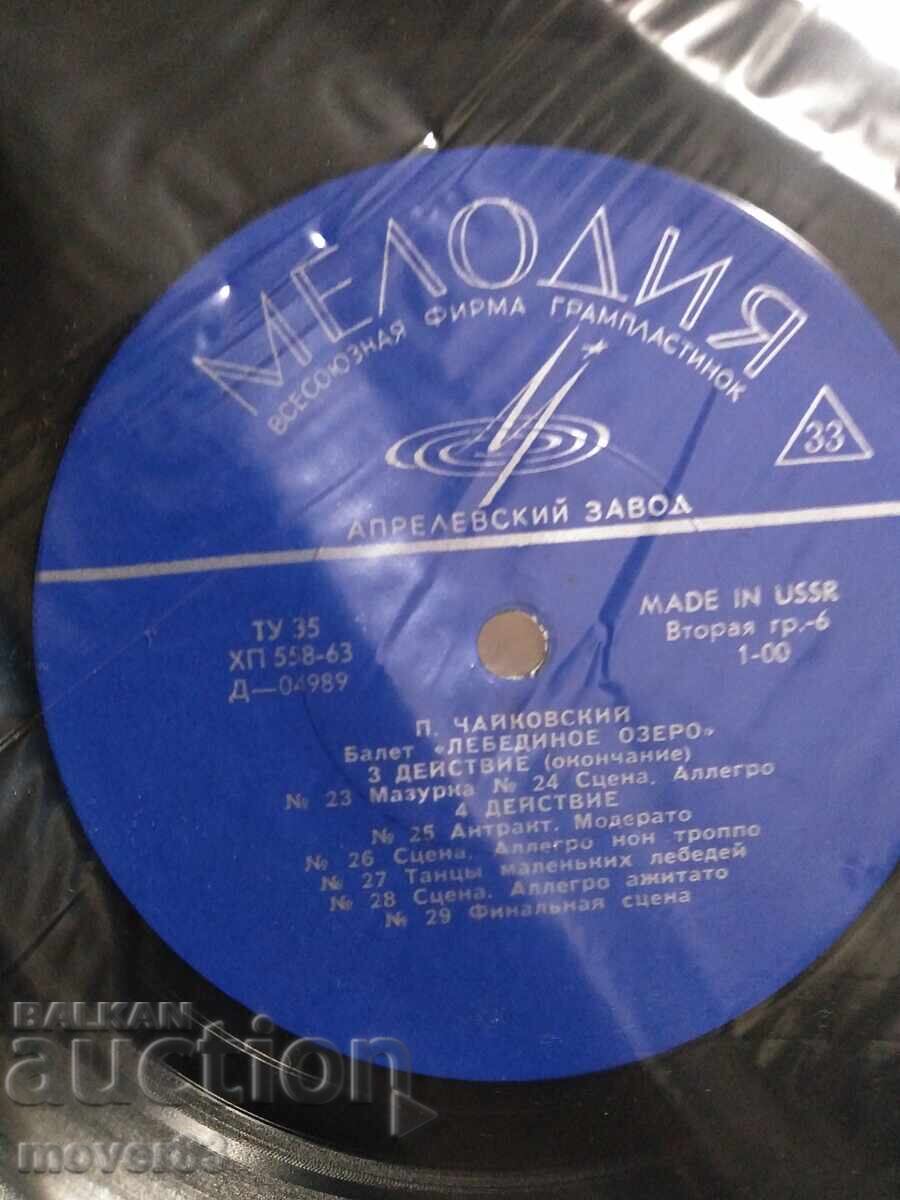 МЕЛОДИЯ
ВСЕСОЮЗНАЯ ФИРМА ГРАМПЛАСТИНОК
33
АПРЕЛЕВСКИЙ ЗАВОД
ТУ 35
ХП 558-63
Д—04989
MADE IN USSR
Вторая гр.-6
1-00
П. ЧАЙКОВСКИЙ
Балет «ЛЕБЕДИНОЕ ОЗЕРО»
3 ДЕЙСТВИЕ (окончание)
№ 23 Мазурка № 24 Сцена. Аллегро
4 ДЕЙСТВИЕ
№ 25 Антракт. Модерато
№ 26 Сцена. Аллегро нон троппо
№ 27 Танцы маленьких лебедей
№ 28 Сцена. Аллегро ажитато
№ 29 Финальная сцена
BALKAN
auction